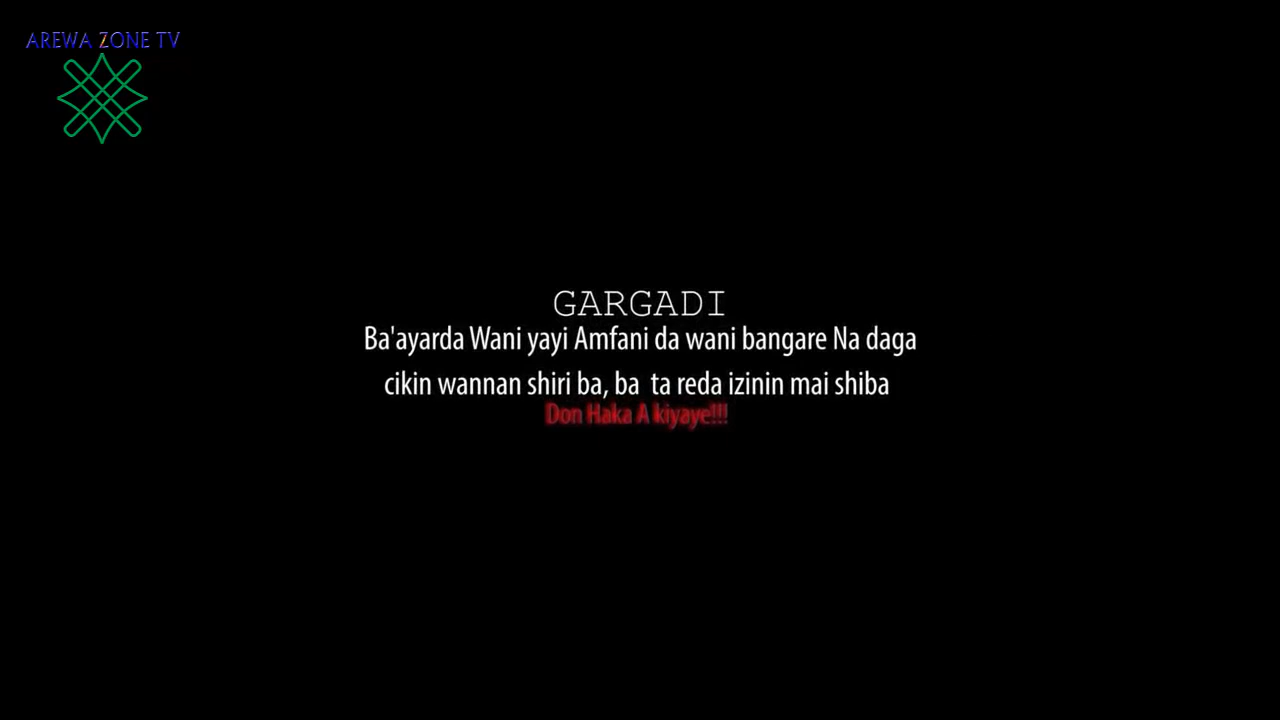 AREWA ZONE TV
GARGADI
Ba'ayarda Wani yayi Amfani da wani bangare Na daga
cikin wannan shiri ba, ba ta reda izinin mai shiba
Don Haka A kiyaye!!!